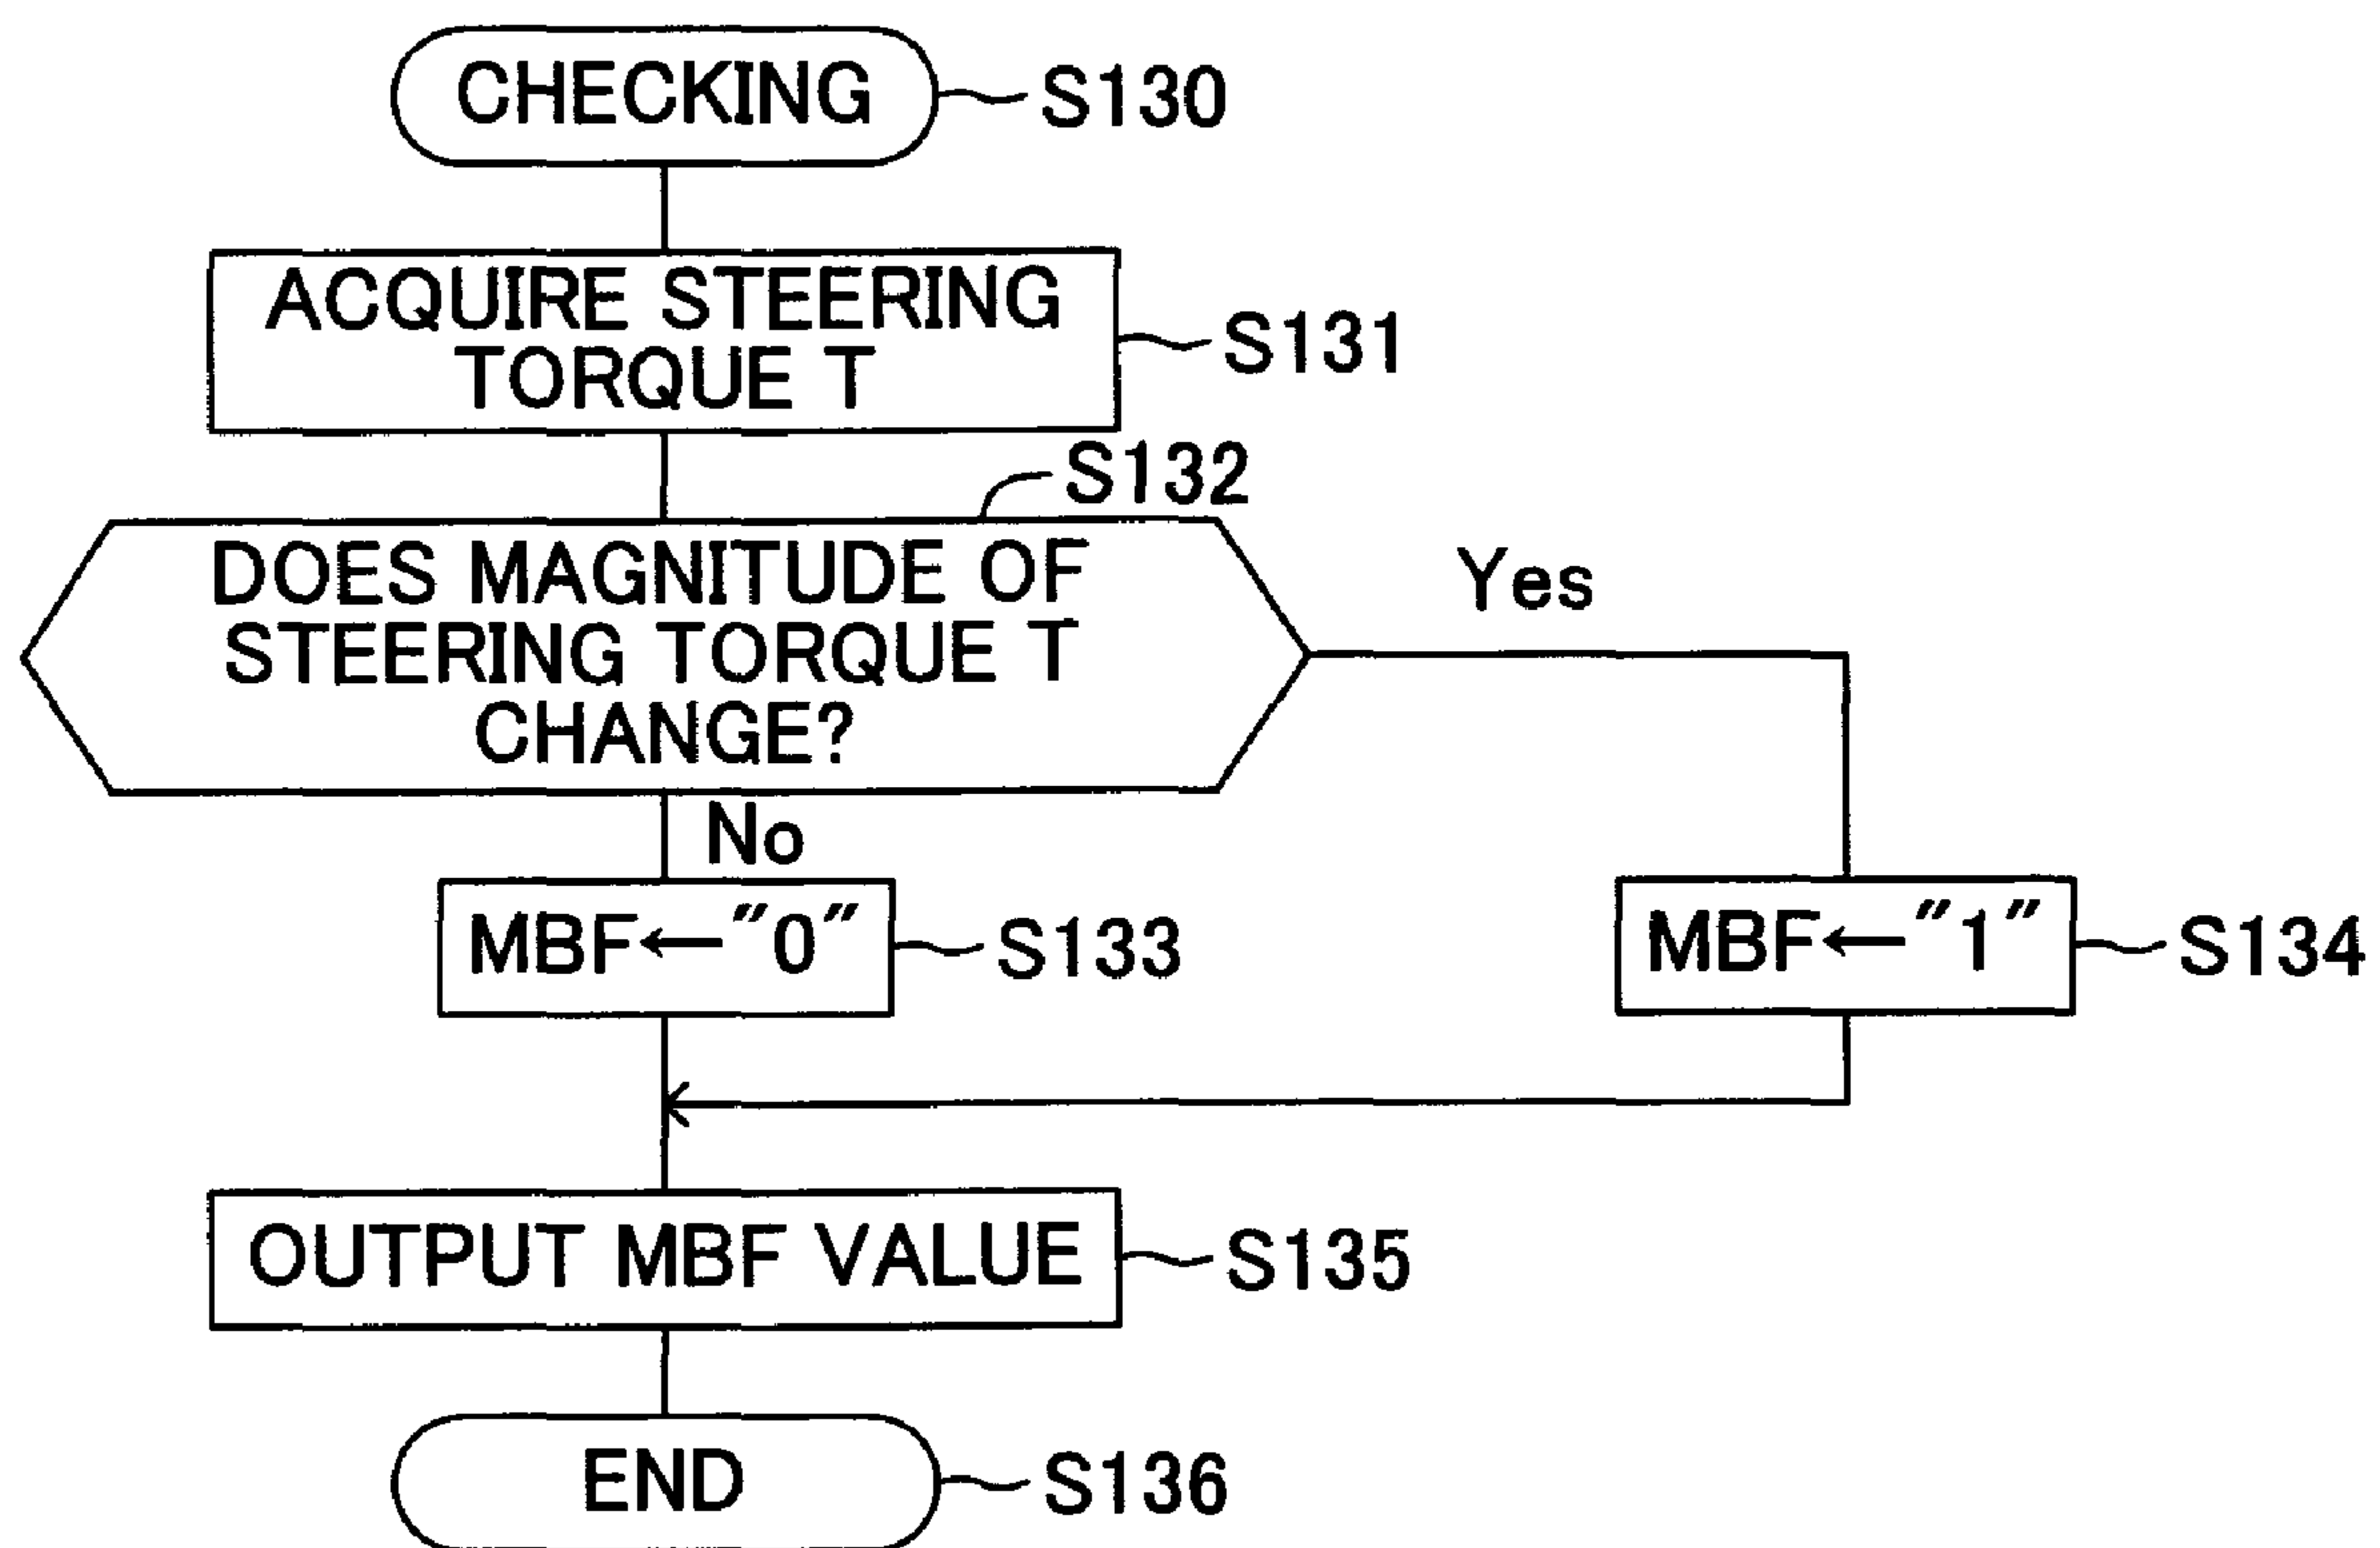 CHECKING
S130
ACQUIRE STEERING
TORQUE T
S131
S132
DOES MAGNITUDE OF
STEERING TORQUE T
CHANGE?
Yes
No
MBF←"0"
S133
MBF←"1"
S134
OUTPUT MBF VALUE
S135
END
S136